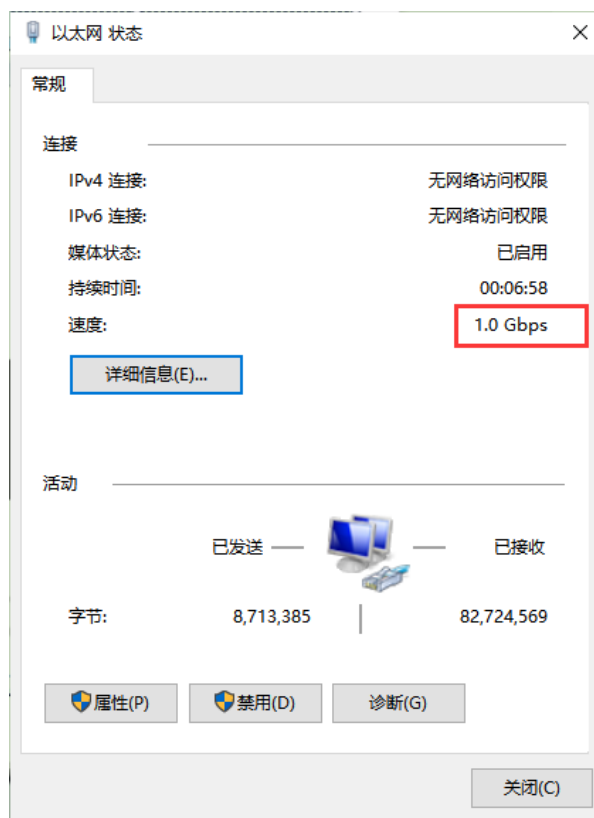 以太网 状态
常规
连接
IPv4 连接: 无网络访问权限
IPv6 连接: 无网络访问权限
媒体状态: 已启用
持续时间: 00:06:58
速度: 1.0 Gbps
详细信息(E)...
活动
已发送 已接收
字节: 8,713,385 82,724,569
属性(P) 禁用(D) 诊断(G)
关闭(C)